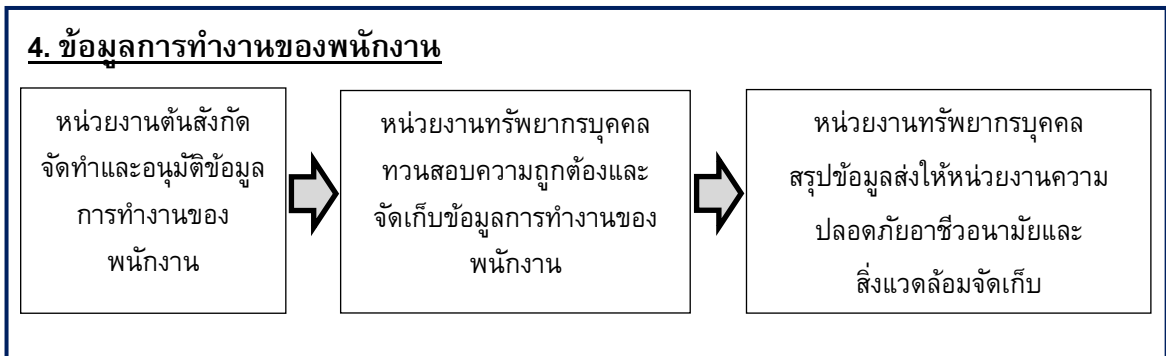 4. ข้อมูลการทำงานของพนักงาน
หน่วยงานต้นสังกัด
จัดทำและอนุมัติข้อมูล
การทำงานของ
พนักงาน
หน่วยงานทรัพยากรบุคคล
ทวนสอบความถูกต้องและ
จัดเก็บข้อมูลการทำงานของ
พนักงาน
หน่วยงานทรัพยากรบุคคล
สรุปข้อมูลส่งให้หน่วยงานความ
ปลอดภัยอาชีวอนามัยและ
สิ่งแวดล้อมจัดเก็บ